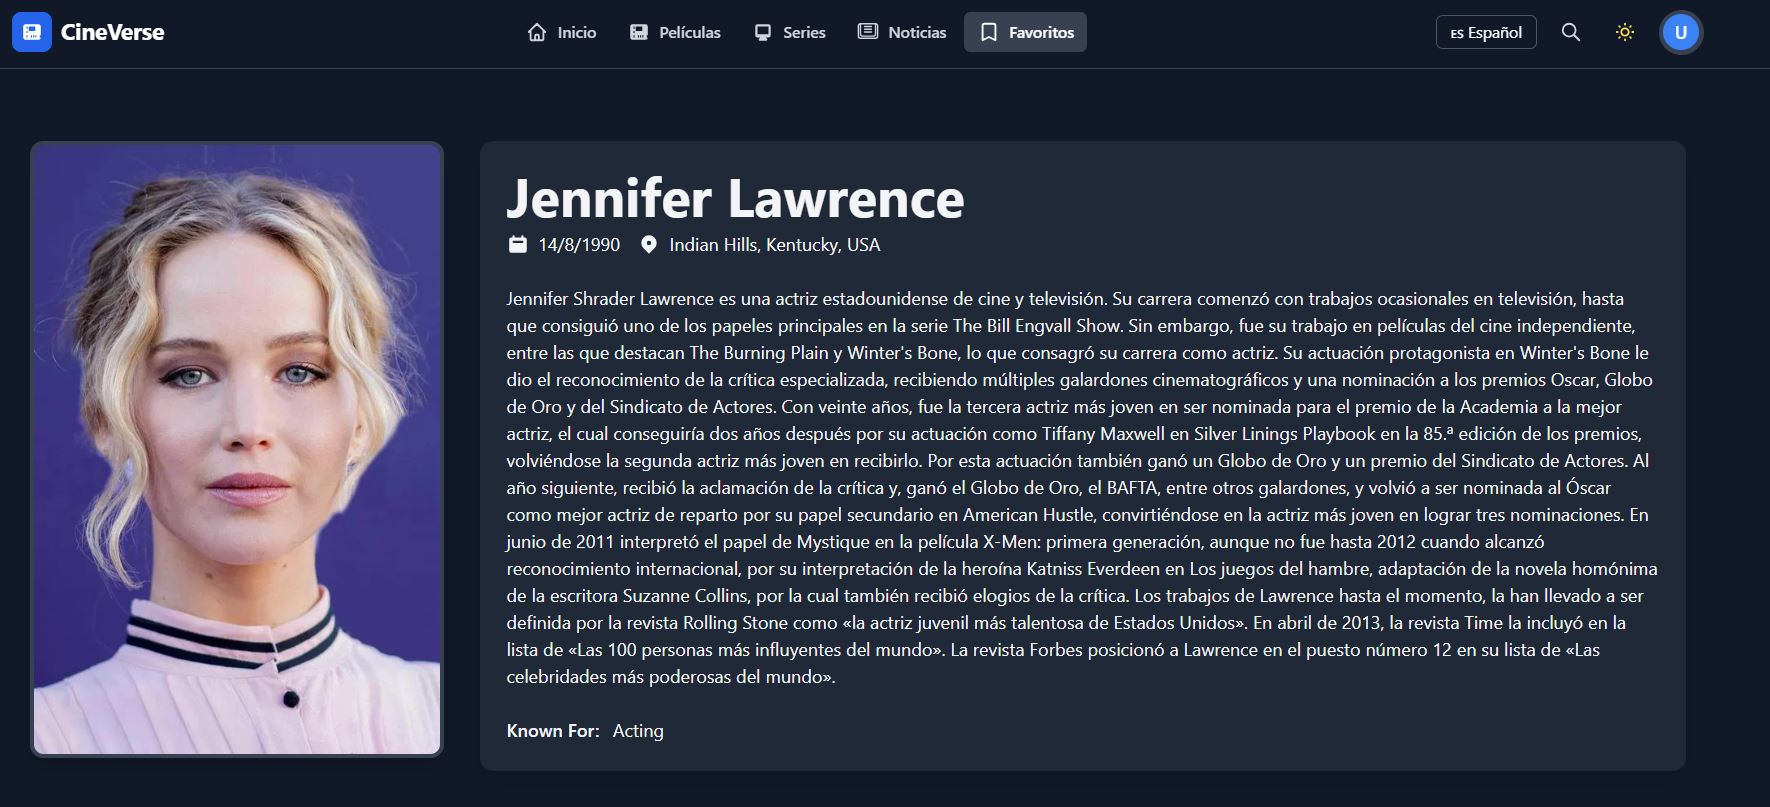 CineVerse
Inicio
Películas
Series
Noticias
Favoritos
ES Español
U
Jennifer Lawrence
14/8/1990 Indian Hills, Kentucky, USA
Jennifer Shrader Lawrence es una actriz estadounidense de cine y televisión. Su carrera comenzó con trabajos ocasionales en televisión, hasta
que consiguió uno de los papeles principales en la serie The Bill Engvall Show. Sin embargo, fue su trabajo en películas del cine independiente,
entre las que destacan The Burning Plain y Winter's Bone, lo que consagró su carrera como actriz. Su actuación protagonista en Winter's Bone le
dio el reconocimiento de la crítica especializada, recibiendo múltiples galardones cinematográficos y una nominación a los premios Oscar, Globo
de Oro y del Sindicato de Actores. Con veinte años, fue la tercera actriz más joven en ser nominada para el premio de la Academia a la mejor
actriz, el cual conseguiría dos años después por su actuación como Tiffany Maxwell en Silver Linings Playbook en la 85.ª edición de los premios,
volviéndose la segunda actriz más joven en recibirlo. Por esta actuación también ganó un Globo de Oro y un premio del Sindicato de Actores. Al
año siguiente, recibió la aclamación de la crítica y, ganó el Globo de Oro, el BAFTA, entre otros galardones, y volvió a ser nominada al Óscar
como mejor actriz de reparto por su papel secundario en American Hustle, convirtiéndose en la actriz más joven en lograr tres nominaciones. En
junio de 2011 interpretó el papel de Mystique en la película X-Men: primera generación, aunque no fue hasta 2012 cuando alcanzó
reconocimiento internacional, por su interpretación de la heroína Katniss Everdeen en Los juegos del hambre, adaptación de la novela homónima
de la escritora Suzanne Collins, por la cual también recibió elogios de la crítica. Los trabajos de Lawrence hasta el momento, la han llevado a ser
definida por la revista Rolling Stone como «la actriz juvenil más talentosa de Estados Unidos». En abril de 2013, la revista Time la incluyó en la
lista de «Las 100 personas más influyentes del mundo». La revista Forbes posicionó a Lawrence en el puesto número 12 en su lista de «Las
celebridades más poderosas del mundo».
Known For: Acting